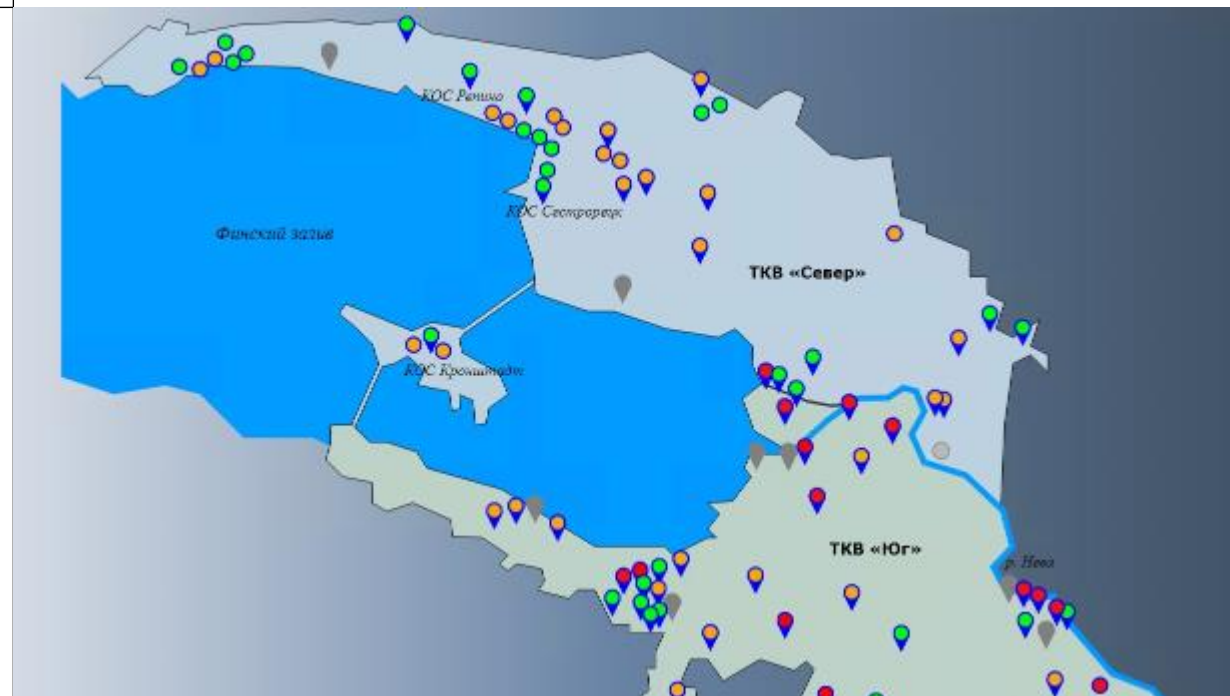 КОС Репино
КОС Сестрорецк
Финский залив
ТКВ «Север»
КОС Кронштадт
ТКВ «Юг»
р. Нева